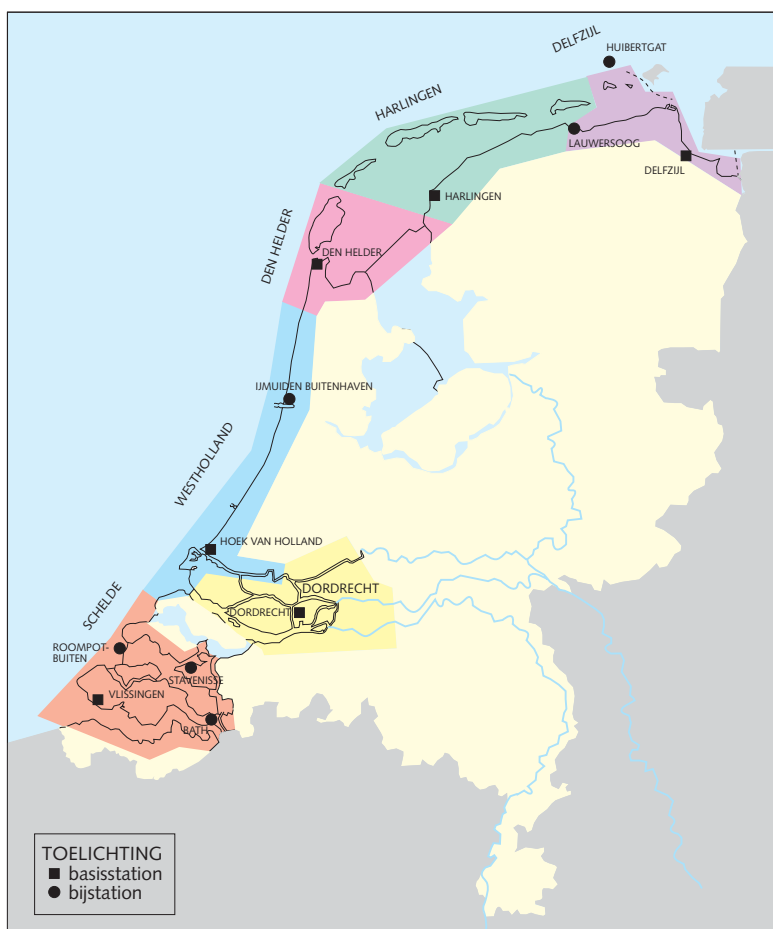 DELFZIJL
HUIBERTGAT
HARLINGEN
LAUWERSOOG
DELFZIJL
HARLINGEN
DEN HELDER
DEN HELDER
IJMUIDEN BUITENHAVEN
WESTHOLLAND
HOEK VAN HOLLAND
DORDRECHT
DORDRECHT
SCHELDE
ROOMPOT-
BUITEN
STAVENISSE
VLISSINGEN
BATH
TOELICHTING
basisstation
bijstation